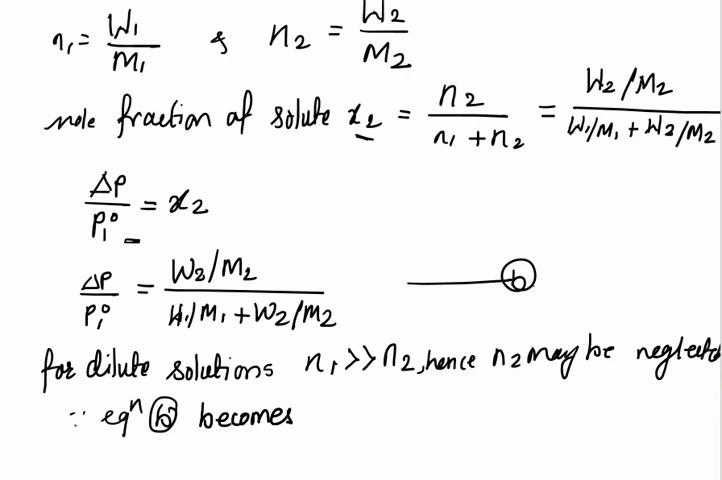 n₁ = W₁/M₁ & n₂ = W₂/M₂
mole fraction of solute x₂ = n₂/(n₁ + n₂) = (W₂/M₂)/(W₁/M₁ + W₂/M₂)
ΔP/P₁⁰ = x₂
ΔP/P₁⁰ = (W₂/M₂)/(W₁/M₁ + W₂/M₂) —— ⓑ
for dilute solutions n₁ >> n₂, hence n₂ may be neglected
∵ eqⁿ ⓑ becomes